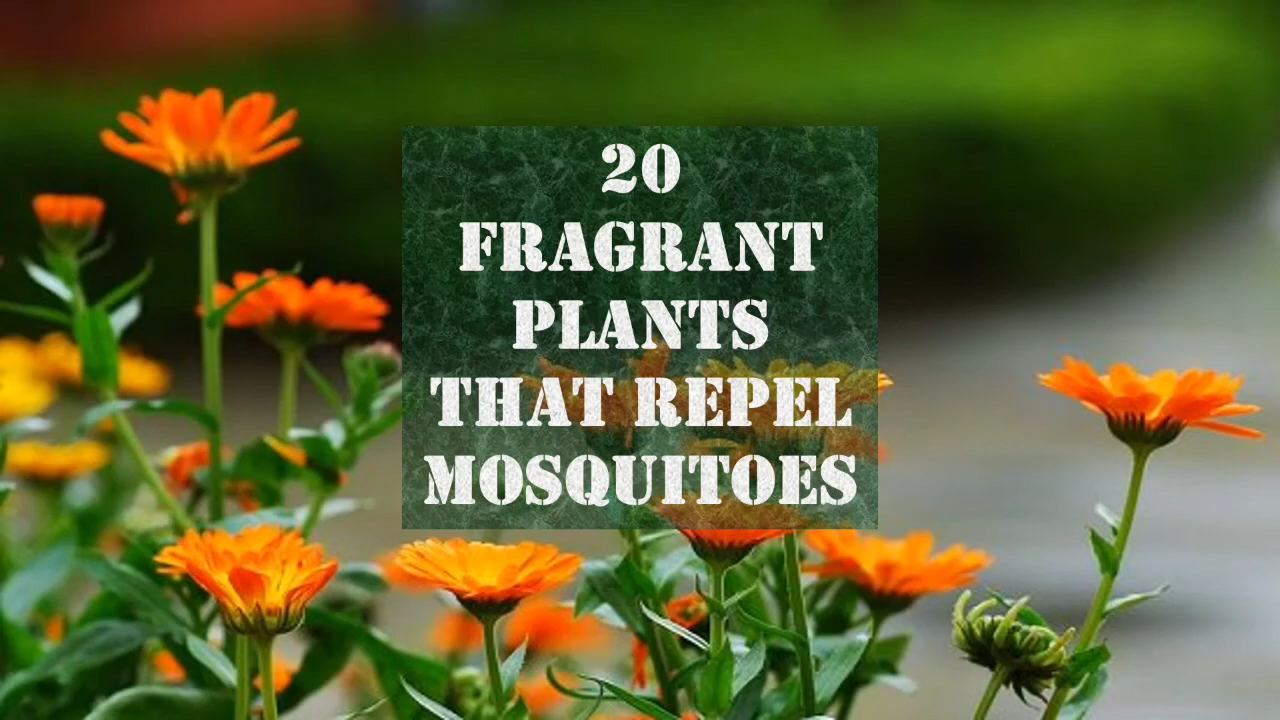 20
FRAGRANT
PLANTS
THAT REPEL
MOSQUITOES